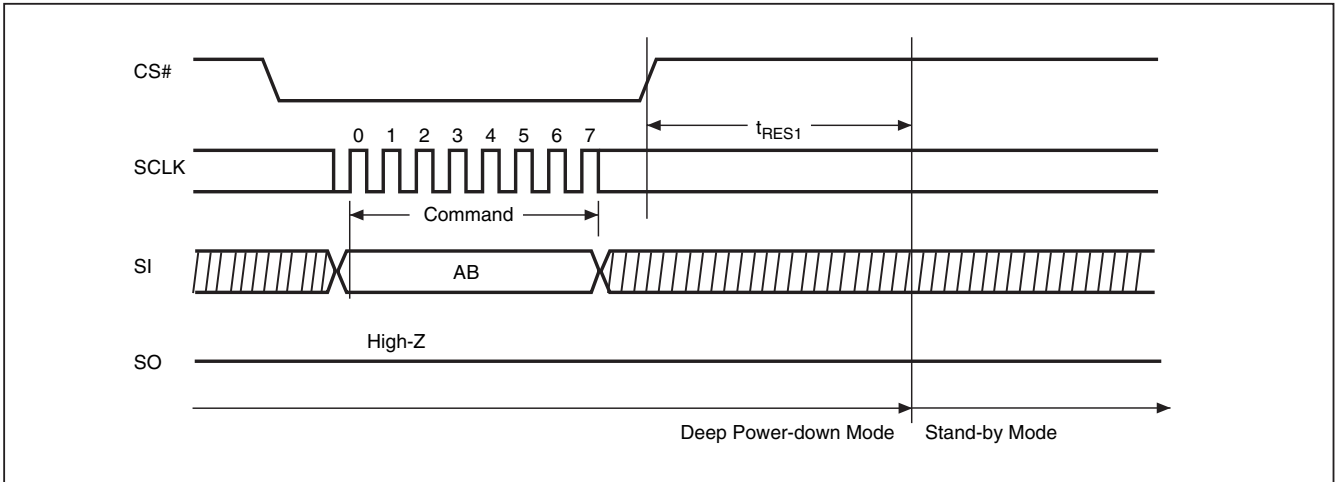 CS#
tRES1
0 1 2 3 4 5 6 7
SCLK
Command
SI
AB
High-Z
SO
Deep Power-down Mode
Stand-by Mode